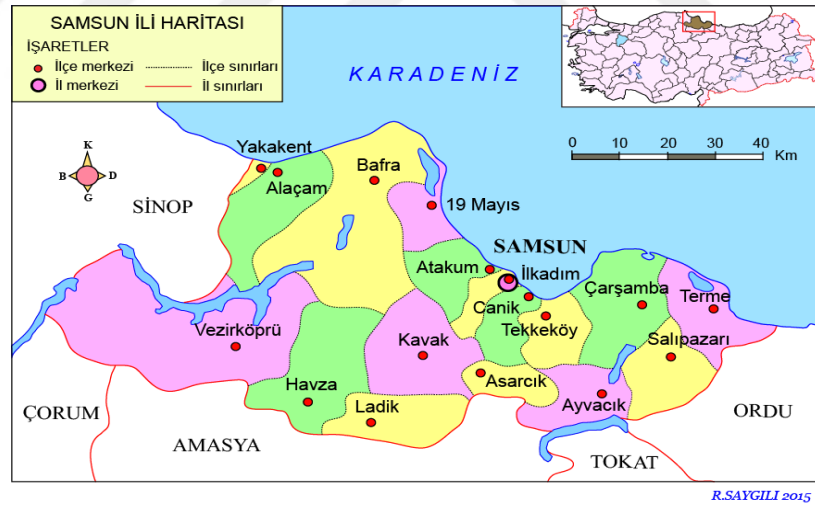 SAMSUN İLİ HARİTASI
İŞARETLER
İlçe merkezi
İlçe sınırları
İl merkezi
İl sınırları
KARADENİZ
0 10 20 30 40 Km
K
B D
G
SİNOP
Yakakent
Alaçam
Bafra
19 Mayıs
SAMSUN
Atakum
İlkadım
Canik
Tekkeköy
Çarşamba
Terme
Salıpazarı
Vezirköprü
Kavak
Havza
Ladik
Asarcık
Ayvacık
ÇORUM
AMASYA
TOKAT
ORDU
R.SAYGILI 2015